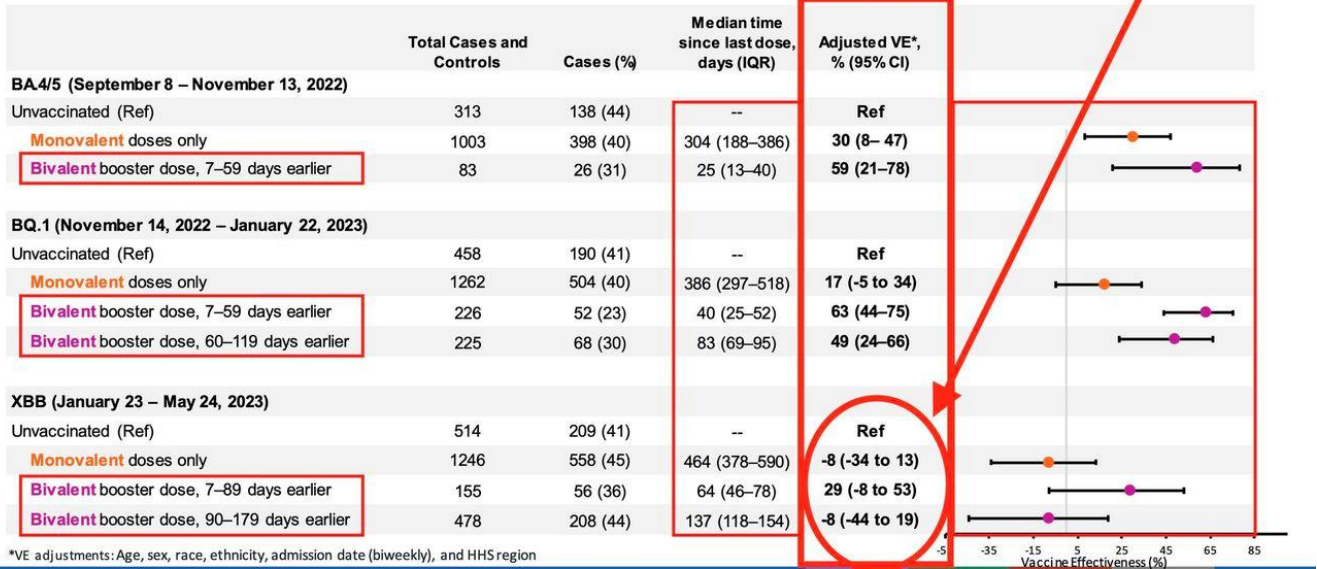 Total Cases and Controls Cases (%) Median time since last dose, days (IQR) Adjusted VE*, % (95% CI)
BA.4/5 (September 8 – November 13, 2022)
Unvaccinated (Ref) 313 138 (44) -- Ref
Monovalent doses only 1003 398 (40) 304 (188–386) 30 (8– 47)
Bivalent booster dose, 7–59 days earlier 83 26 (31) 25 (13–40) 59 (21–78)
BQ.1 (November 14, 2022 – January 22, 2023)
Unvaccinated (Ref) 458 190 (41) -- Ref
Monovalent doses only 1262 504 (40) 386 (297–518) 17 (-5 to 34)
Bivalent booster dose, 7–59 days earlier 226 52 (23) 40 (25–52) 63 (44–75)
Bivalent booster dose, 60–119 days earlier 225 68 (30) 83 (69–95) 49 (24–66)
XBB (January 23 – May 24, 2023)
Unvaccinated (Ref) 514 209 (41) -- Ref
Monovalent doses only 1246 558 (45) 464 (378–590) -8 (-34 to 13)
Bivalent booster dose, 7–89 days earlier 155 56 (36) 64 (46–78) 29 (-8 to 53)
Bivalent booster dose, 90–179 days earlier 478 208 (44) 137 (118–154) -8 (-44 to 19)
-35 -15 5 25 45 65 85
*VE adjustments: Age, sex, race, ethnicity, admission date (biweekly), and HHS region
Vaccine Effectiveness (%)